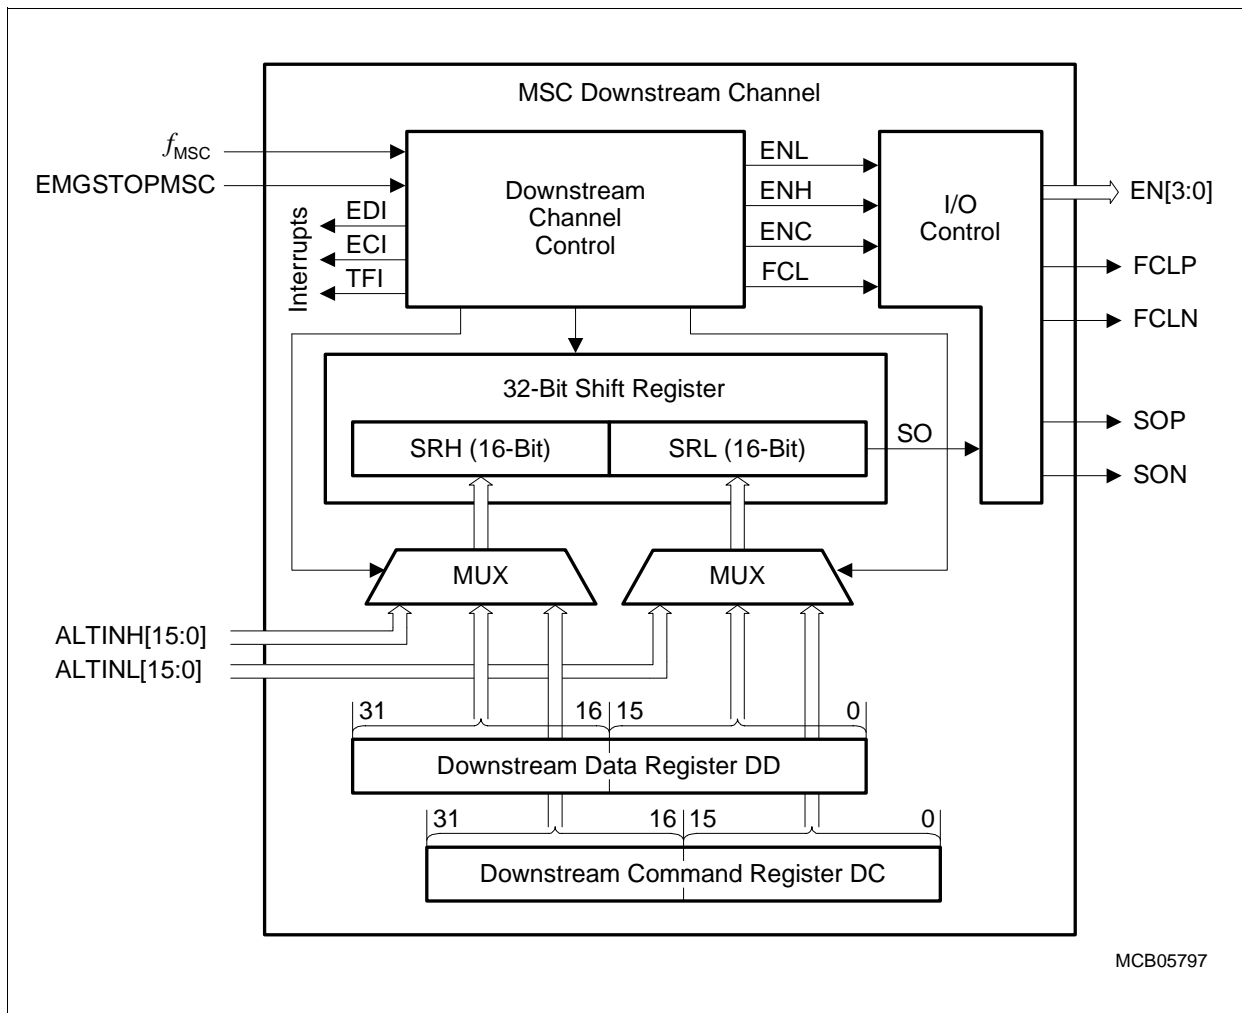 MSC Downstream Channel
fMSC
EMGSTOPMSC
EDI
ECI
TFI
Interrupts
Downstream
Channel
Control
ENL
ENH
ENC
FCL
I/O
Control
EN[3:0]
FCLP
FCLN
SOP
SON
32-Bit Shift Register
SRH (16-Bit)
SRL (16-Bit)
SO
MUX
MUX
ALTINH[15:0]
ALTINL[15:0]
31 16 15 0
Downstream Data Register DD
31 16 15 0
Downstream Command Register DC
MCB05797